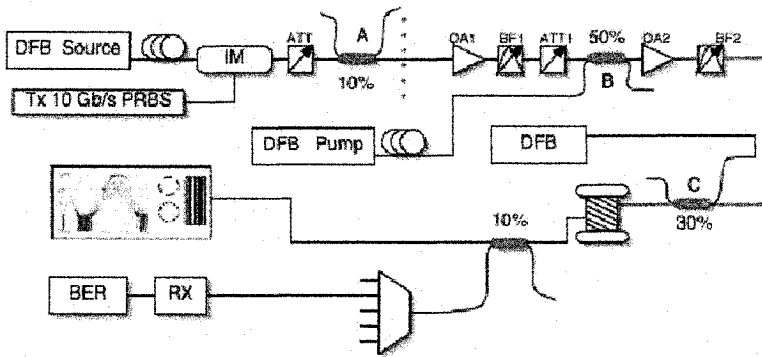 DFB Source
IM
ATT
A
10%
OA1
BF1
ATT1
50%
B
OA2
BF2
Tx 10 Gb/s PRBS
DFB Pump
DFB
C
30%
10%
BER
RX